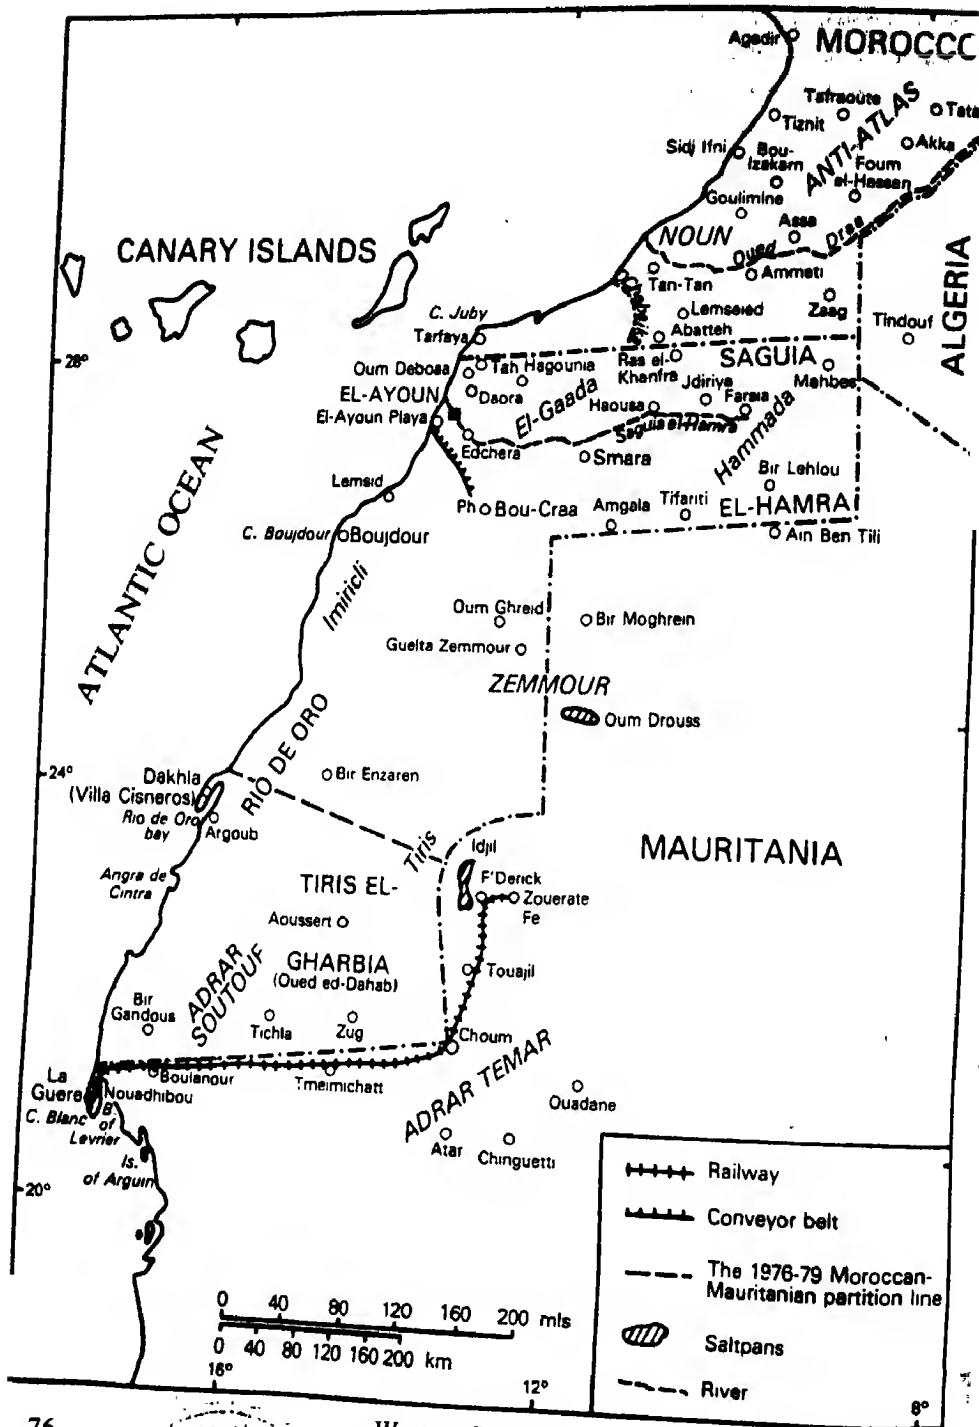 Agadir
MOROCC
Tafraoute
Tata
Tiznit
ANTI-ATLAS
Akka
Sidi Ifni
Bou-
Izakarn
Foum
el-Hassan
Goulimine
Assa
NOUN
Oued Draa
CANARY ISLANDS
Tan-Tan
Ammeti
ALGERIA
Lemseied
Zaag
C. Juby
Tarfaya
Abatteh
Tindouf
28°
Oum Deboaa
Tah
Hagounia
Ras el-
Khanfra
SAGUIA
Mahbes
EL-AYOUN
Daora
El-Gaada
Jdiriya
Haousa
Farsia
El-Ayoun Playa
Saguia el-Hamra
Hammada
Edchera
Smara
ATLANTIC OCEAN
Lemsid
Bir Lehlou
Ph
Bou-Craa
Amgala
Tifariti
EL-HAMRA
C. Boujdour
Boujdour
Ain Ben Tili
Imiricli
Oum Ghreid
Bir Moghrein
Guelta Zemmour
ZEMMOUR
Oum Drouss
RIO DE ORO
24°
Dakhla
(Villa Cisneros)
Bir Enzaren
Rio de Oro
bay
Argoub
Tiris
Idjil
MAURITANIA
Angra de
Cintra
TIRIS EL-
F'Derick
Zouerate
Fe
Aoussert
GHARBIA
(Oued ed-Dahab)
ADRAR
SOUTOUF
Touajil
Bir
Gandous
Tichla
Zug
Choum
La
Guera
Boulanour
Tmeimichatt
Nouadhibou
C. Blanc
B.
of
Levrier
ADRAR TEMAR
Ouadane
Is.
of Arguin
Atar
Chinguetti
20°
Railway
Conveyor belt
The 1976-79 Moroccan-
Mauritanian partition line
Saltpans
River
0 40 80 120 160 200 mls
0 40 80 120 160 200 km
16°
12°
8°
76
W